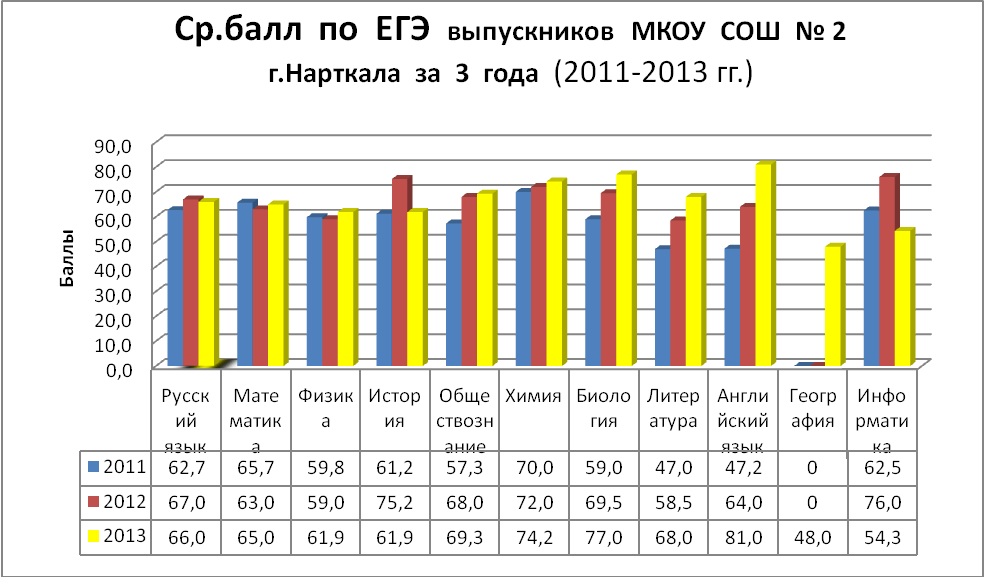 Ср.балл по ЕГЭ выпускников МКОУ СОШ № 2
г.Нарткала за 3 года (2011-2013 гг.)
Баллы
90,0
80,0
70,0
60,0
50,0
40,0
30,0
20,0
10,0
0,0
Русск Мате Физик Истор Обще Химия Биоло Литер Англи Геогр Инфо
ий матик а ия ствозн гия атура йский афия рмати
язык а ание язык ка
2011 62,7 65,7 59,8 61,2 57,3 70,0 59,0 47,0 47,2 0 62,5
2012 67,0 63,0 59,0 75,2 68,0 72,0 69,5 58,5 64,0 0 76,0
2013 66,0 65,0 61,9 61,9 69,3 74,2 77,0 68,0 81,0 48,0 54,3